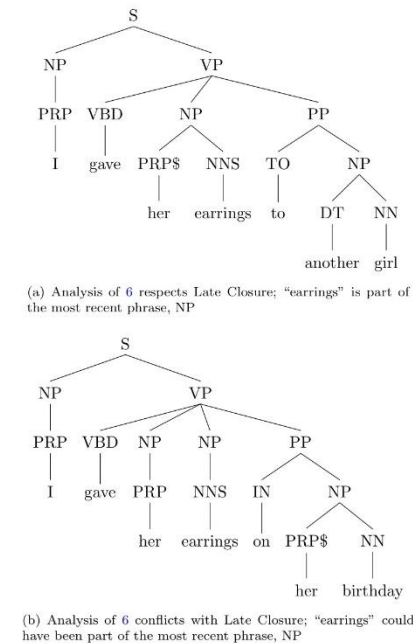 S
NP VP
PRP VBD NP PP
I gave PRP$ NNS TO NP
her earrings to DT NN
another girl
(a) Analysis of 6 respects Late Closure; "earrings" is part of
the most recent phrase, NP
S
NP VP
PRP VBD NP NP PP
I gave PRP NNS IN NP
her earrings on PRP$ NN
her birthday
(b) Analysis of 6 conflicts with Late Closure; "earrings" could
have been part of the most recent phrase, NP